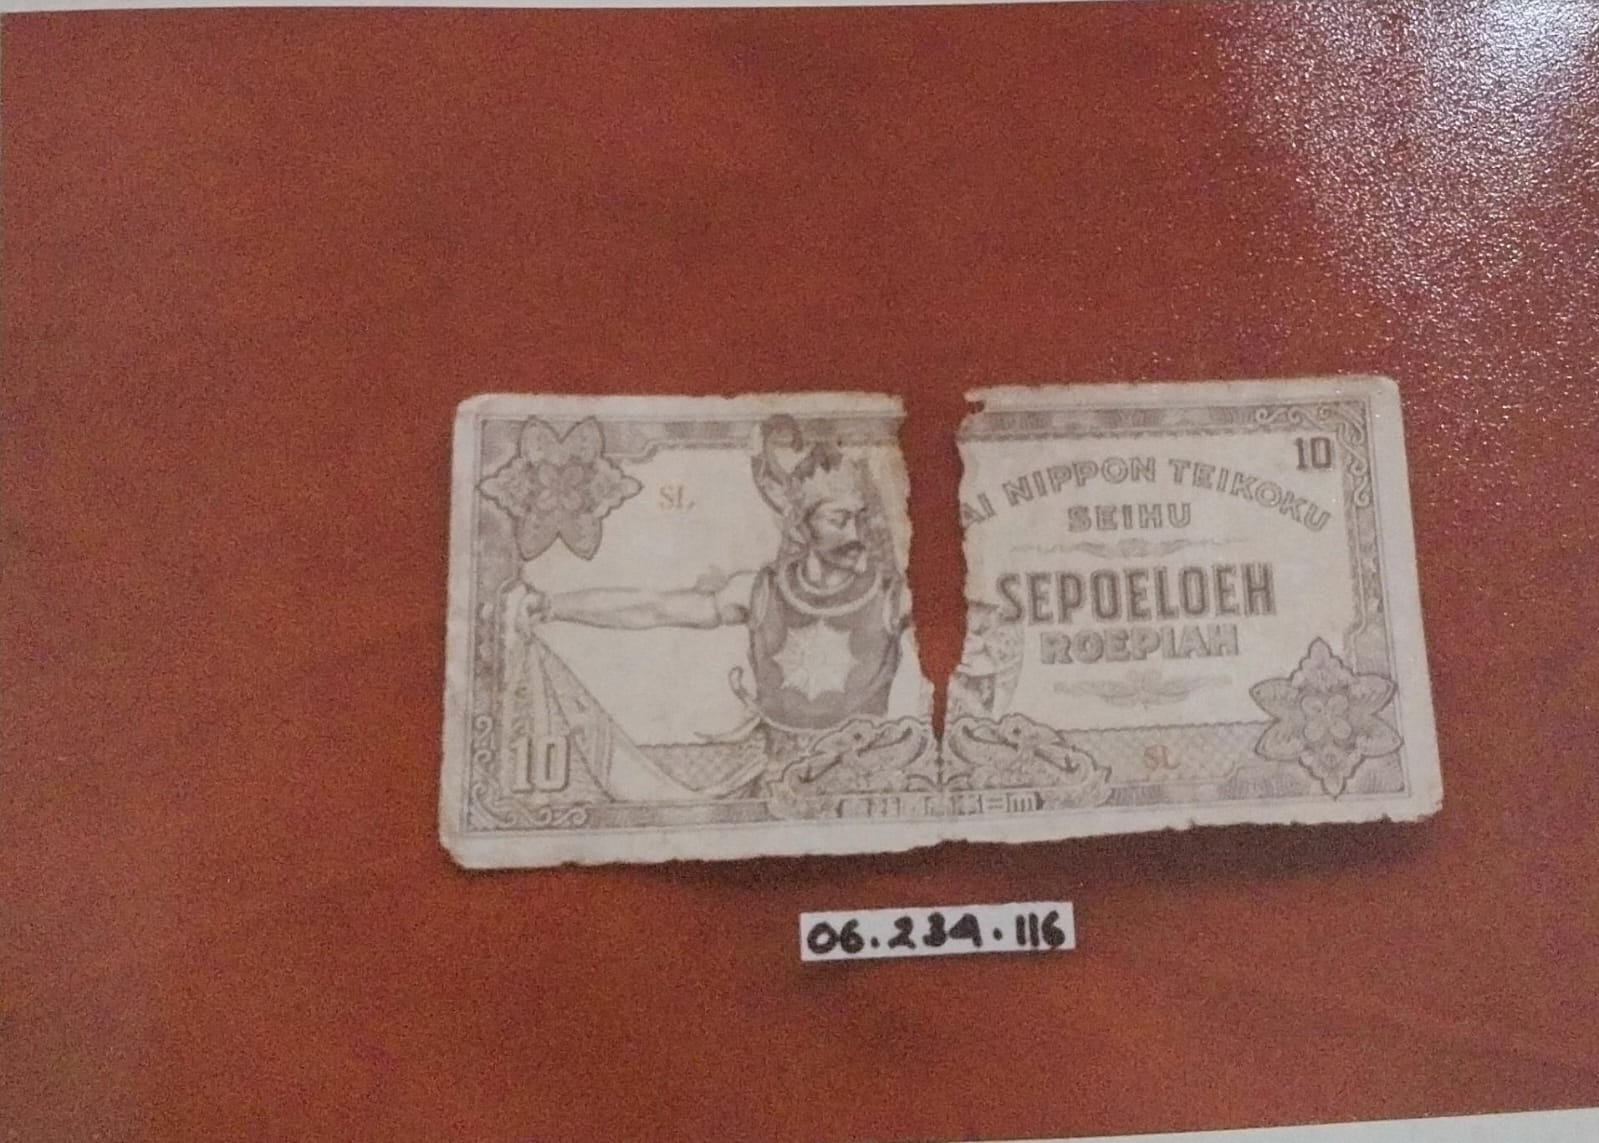 10
SL
AI NIPPON TEIKOKU
SEIHU
SEPOELOEH
ROEPIAH
10
SL
06.234.116